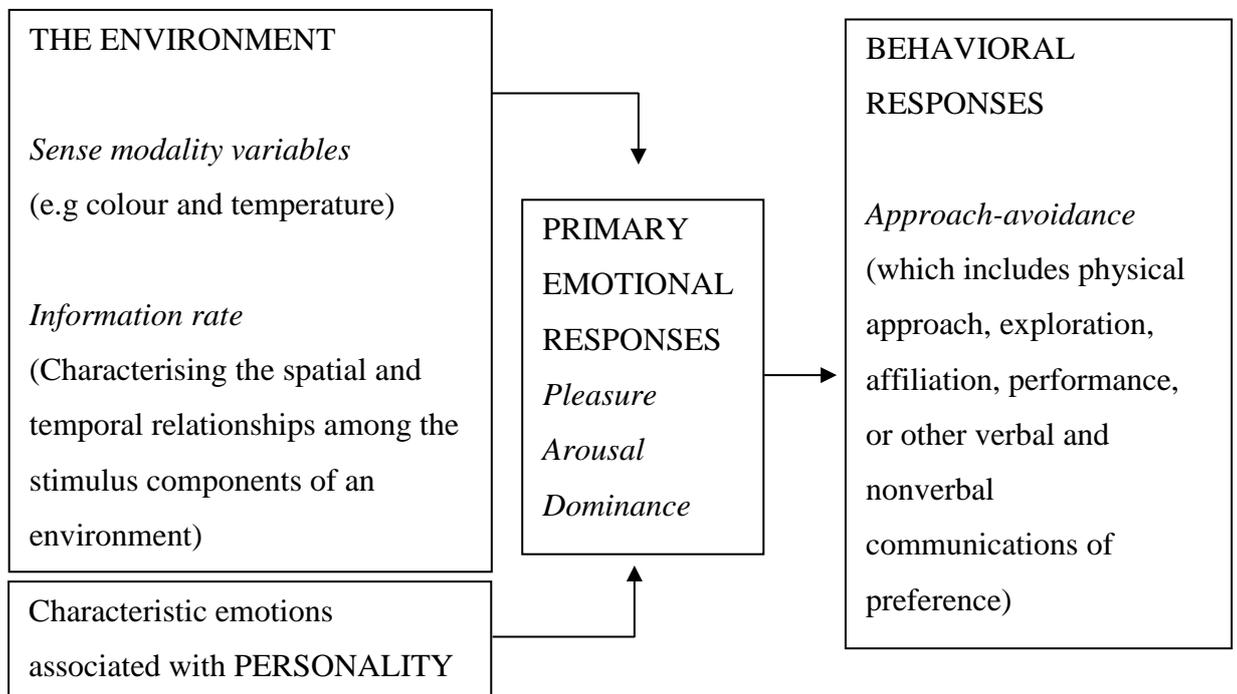 THE ENVIRONMENT
Sense modality variables
(e.g colour and temperature)
Information rate
(Characterising the spatial and
temporal relationships among the
stimulus components of an
environment)
Characteristic emotions
associated with PERSONALITY
PRIMARY
EMOTIONAL
RESPONSES
Pleasure
Arousal
Dominance
BEHAVIORAL
RESPONSES
Approach-avoidance
(which includes physical
approach, exploration,
affiliation, performance,
or other verbal and
nonverbal
communications of
preference)